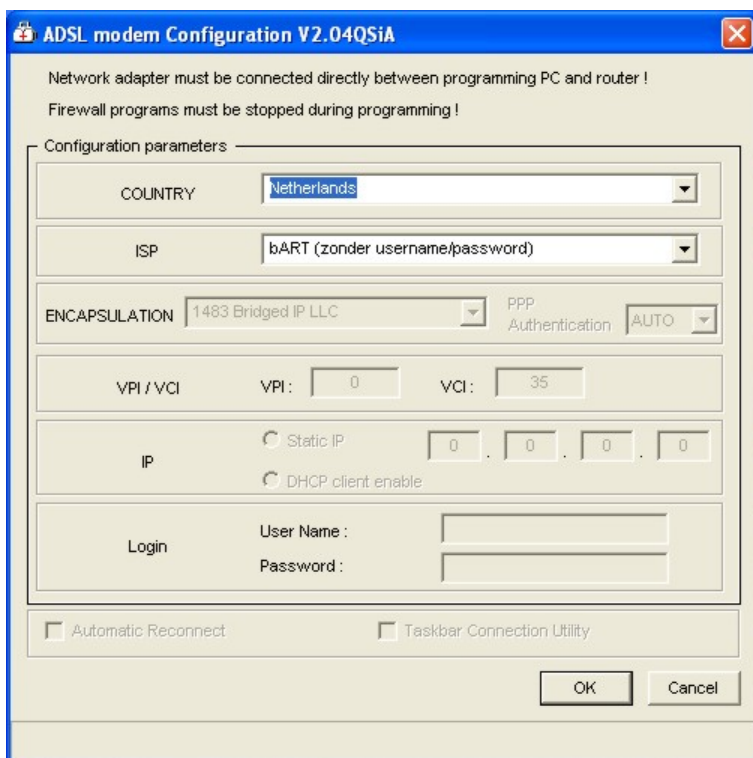 ADSL modem Configuration V2.04QSiA
Network adapter must be connected directly between programming PC and router !
Firewall programs must be stopped during programming !
Configuration parameters
COUNTRY Netherlands
ISP bART (zonder username/password)
ENCAPSULATION 1483 Bridged IP LLC PPP Authentication AUTO
VPI / VCI VPI : 0 VCI : 35
IP Static IP 0 . 0 . 0 . 0
DHCP client enable
Login User Name :
Password :
Automatic Reconnect Taskbar Connection Utility
OK Cancel